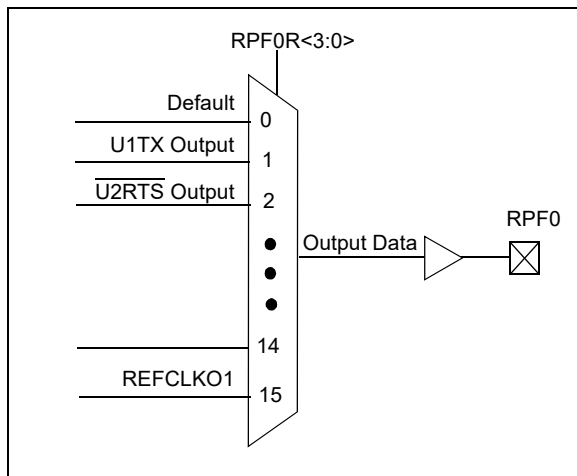 RPF0R<3:0>
Default
0
U1TX Output
1
U2RTS Output
2
RPF0
Output Data
14
REFCLKO1
15